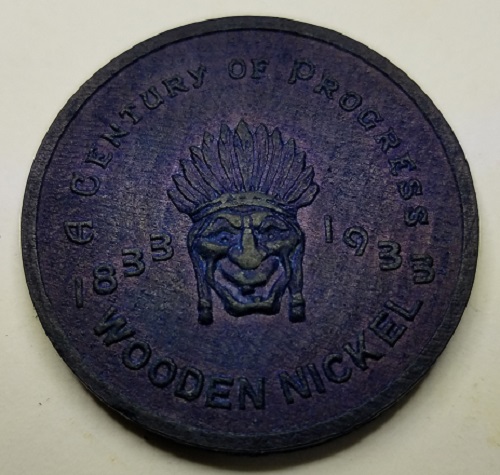 A CENTURY OF PROGRESS
1833 1933
WOODEN NICKEL